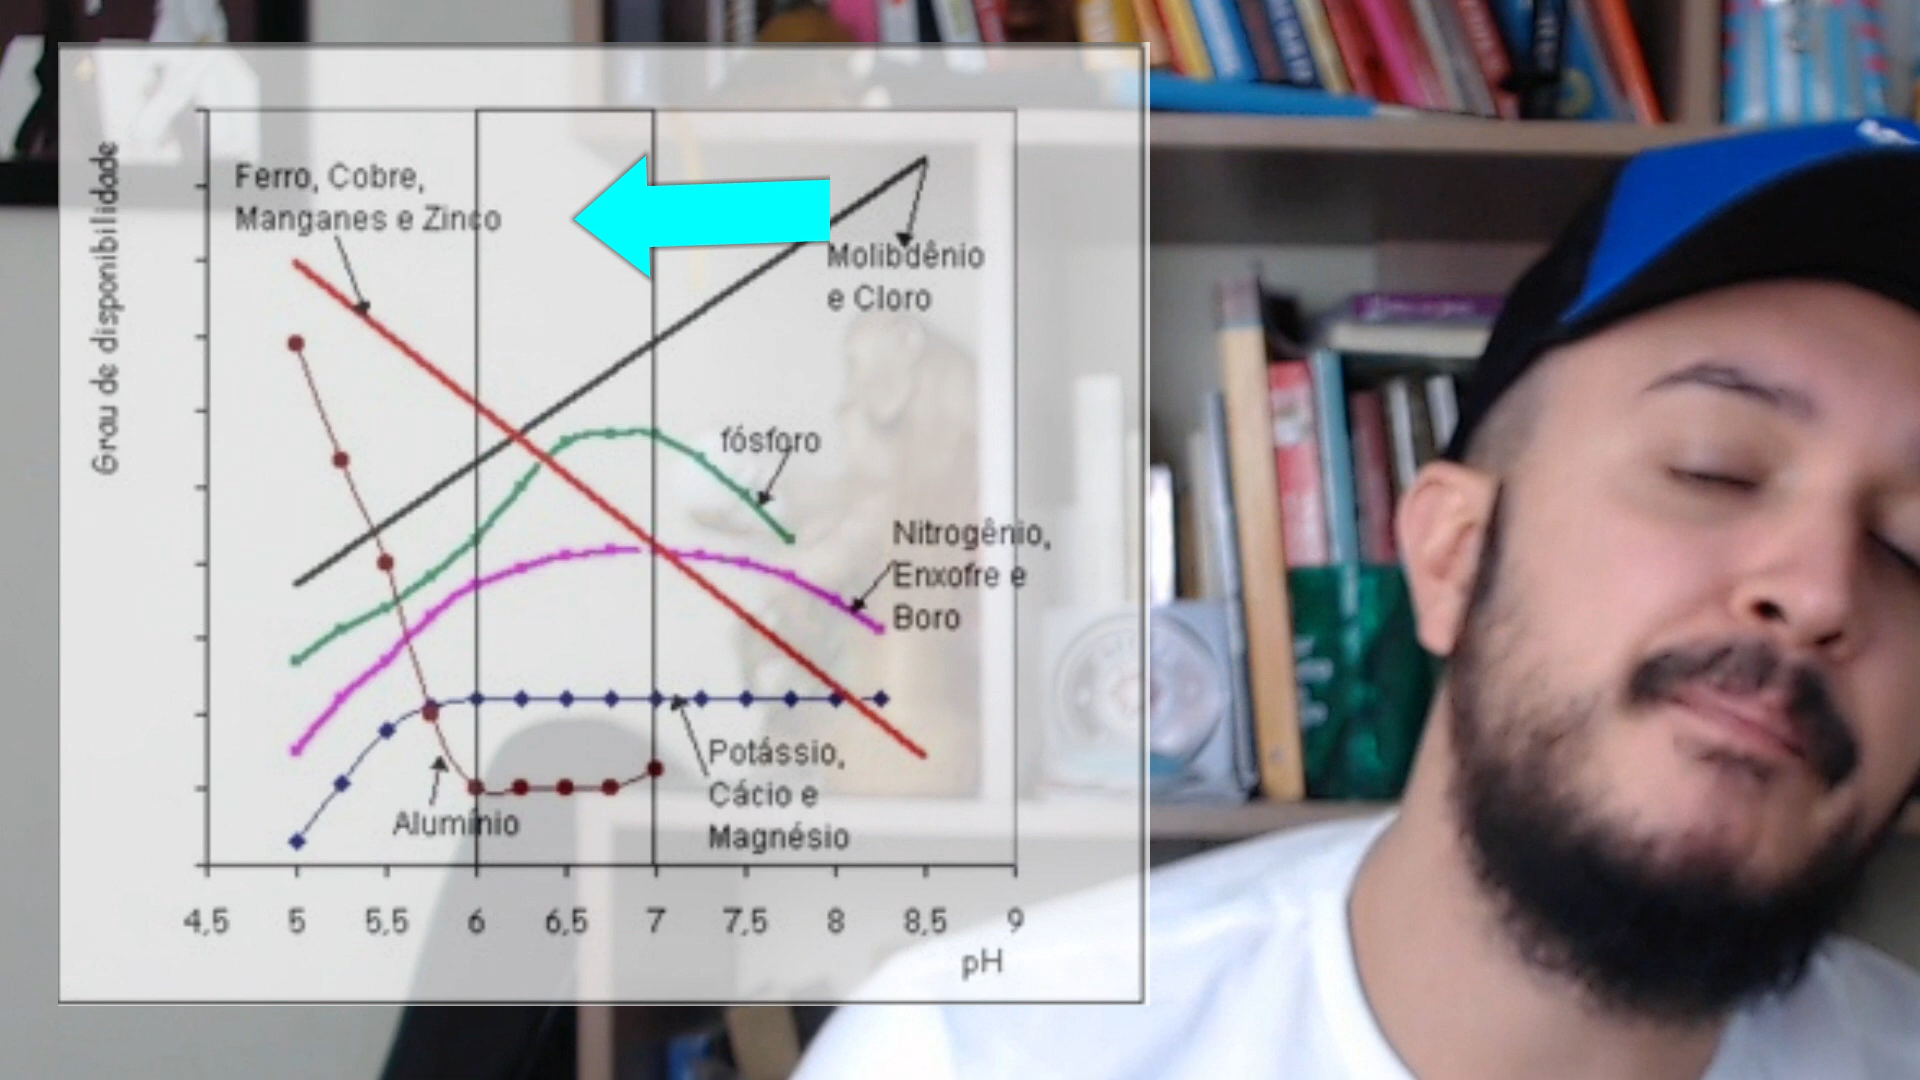 Grau de disponibilidade
Ferro, Cobre,
Manganes e Zinco
Molibdênio
e Cloro
fósforo
Nitrogênio,
Enxofre e
Boro
Potássio,
Cácio e
Magnésio
Alumínio
4,5 5 5,5 6 6,5 7 7,5 8 8,5 9
pH